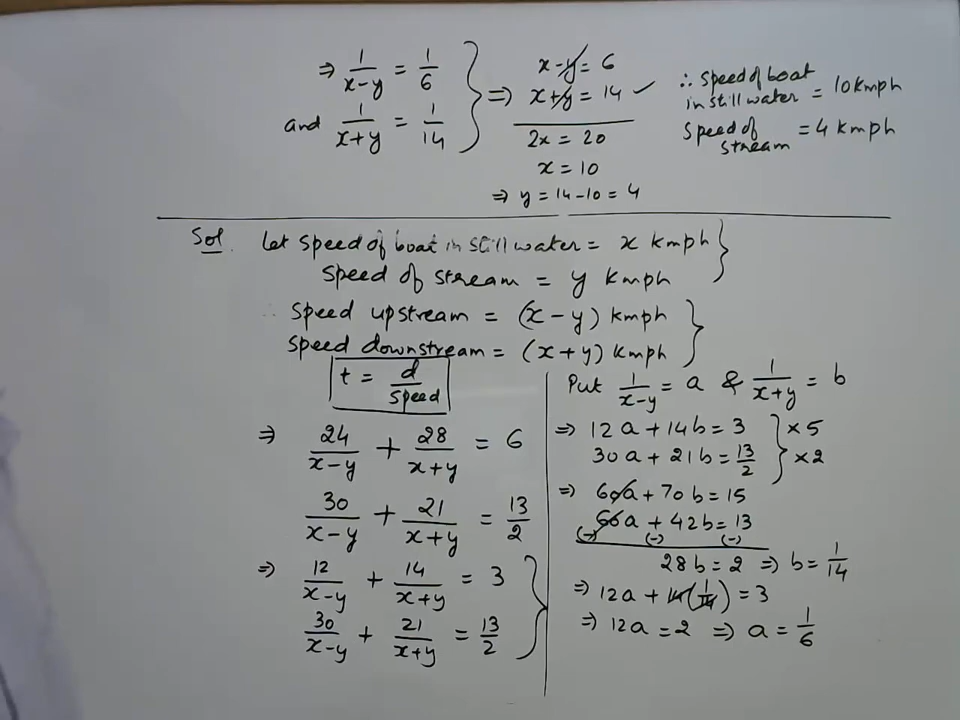 ⇒ 1/(x-y) = 1/6
and 1/(x+y) = 1/14
⇒ x-y = 6
x+y = 14 ✓
2x = 20
x = 10
⇒ y = 14-10 = 4
∴ Speed of boat in still water = 10 kmph
Speed of stream = 4 kmph
Sol. Let speed of boat in still water = x kmph
Speed of stream = y kmph
∴ Speed upstream = (x-y) kmph
Speed downstream = (x+y) kmph
t = d/speed
⇒ 24/(x-y) + 28/(x+y) = 6
30/(x-y) + 21/(x+y) = 13/2
⇒ 12/(x-y) + 14/(x+y) = 3
30/(x-y) + 21/(x+y) = 13/2
Put 1/(x-y) = a & 1/(x+y) = b
⇒ 12a + 14b = 3 } ×5
30a + 21b = 13/2 } ×2
⇒ 60a + 70b = 15
60a + 42b = 13
(-) (-) (-)
28b = 2 ⇒ b = 1/14
⇒ 12a + 14(1/14) = 3
⇒ 12a = 2 ⇒ a = 1/6